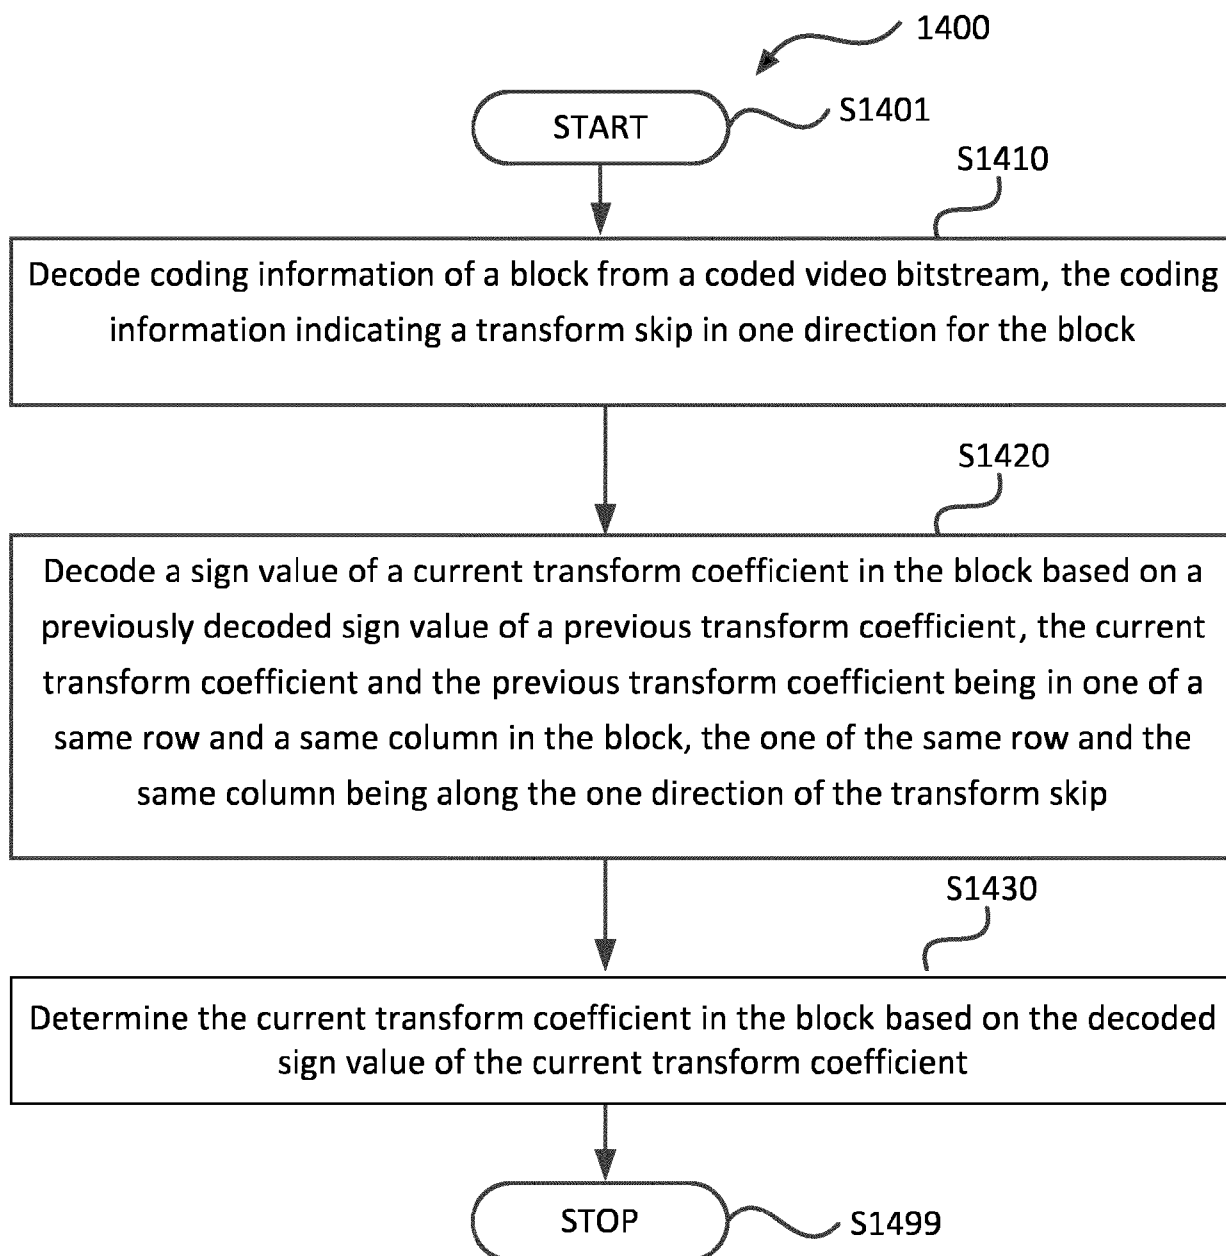 1400
START
S1401
S1410
Decode coding information of a block from a coded video bitstream, the coding
information indicating a transform skip in one direction for the block
S1420
Decode a sign value of a current transform coefficient in the block based on a
previously decoded sign value of a previous transform coefficient, the current
transform coefficient and the previous transform coefficient being in one of a
same row and a same column in the block, the one of the same row and the
same column being along the one direction of the transform skip
S1430
Determine the current transform coefficient in the block based on the decoded
sign value of the current transform coefficient
STOP
S1499